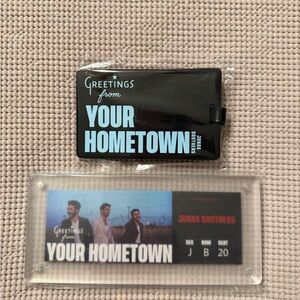 GREETINGS
from
YOUR
HOMETOWN
JONAS
BROTHERS
JONAS BROTHERS
GREETINGS
from
YOUR HOMETOWN
SEC ROW SEAT
J B 20